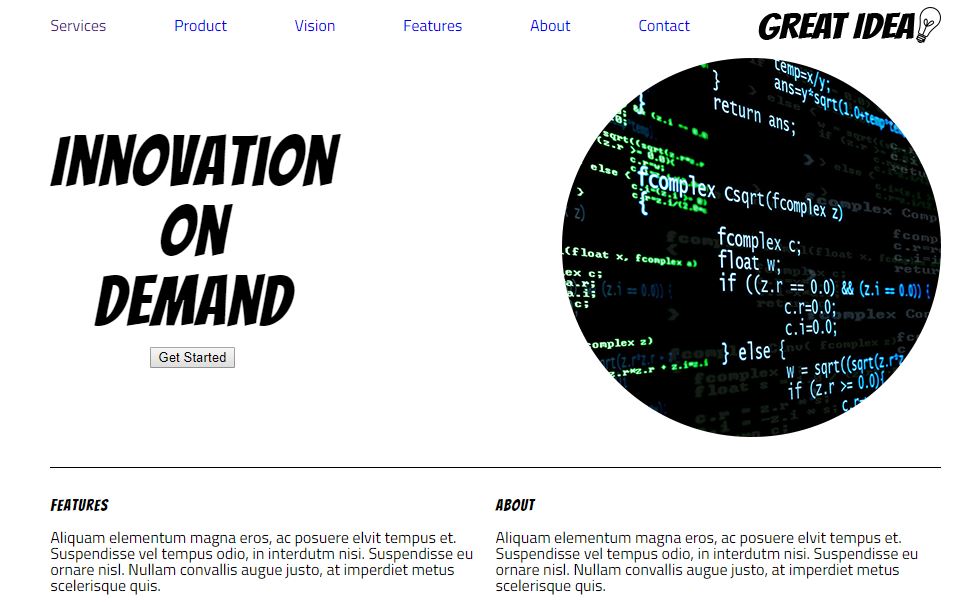 Services Product Vision Features About Contact GREAT IDEA
INNOVATION
ON
DEMAND
Get Started
temp=x/y;
ans=y*sqrt(1.0+temp*te
}
return ans;
}
fcomplex Csqrt(fcomplex z)
{
fcomplex c;
float w;
if ((z.r == 0.0) && (z.i == 0.0)) {
c.r=0.0;
c.i=0.0;
} else {
w = sqrt((sqrt(z.r*z
if (z.r >= 0.0){
c.r=
FEATURES
Aliquam elementum magna eros, ac posuere elvit tempus et.
Suspendisse vel tempus odio, in interdutm nisi. Suspendisse eu
ornare nisl. Nullam convallis augue justo, at imperdiet metus
scelerisque quis.
ABOUT
Aliquam elementum magna eros, ac posuere elvit tempus et.
Suspendisse vel tempus odio, in interdutm nisi. Suspendisse eu
ornare nisl. Nullam convallis augue justo, at imperdiet metus
scelerisque quis.